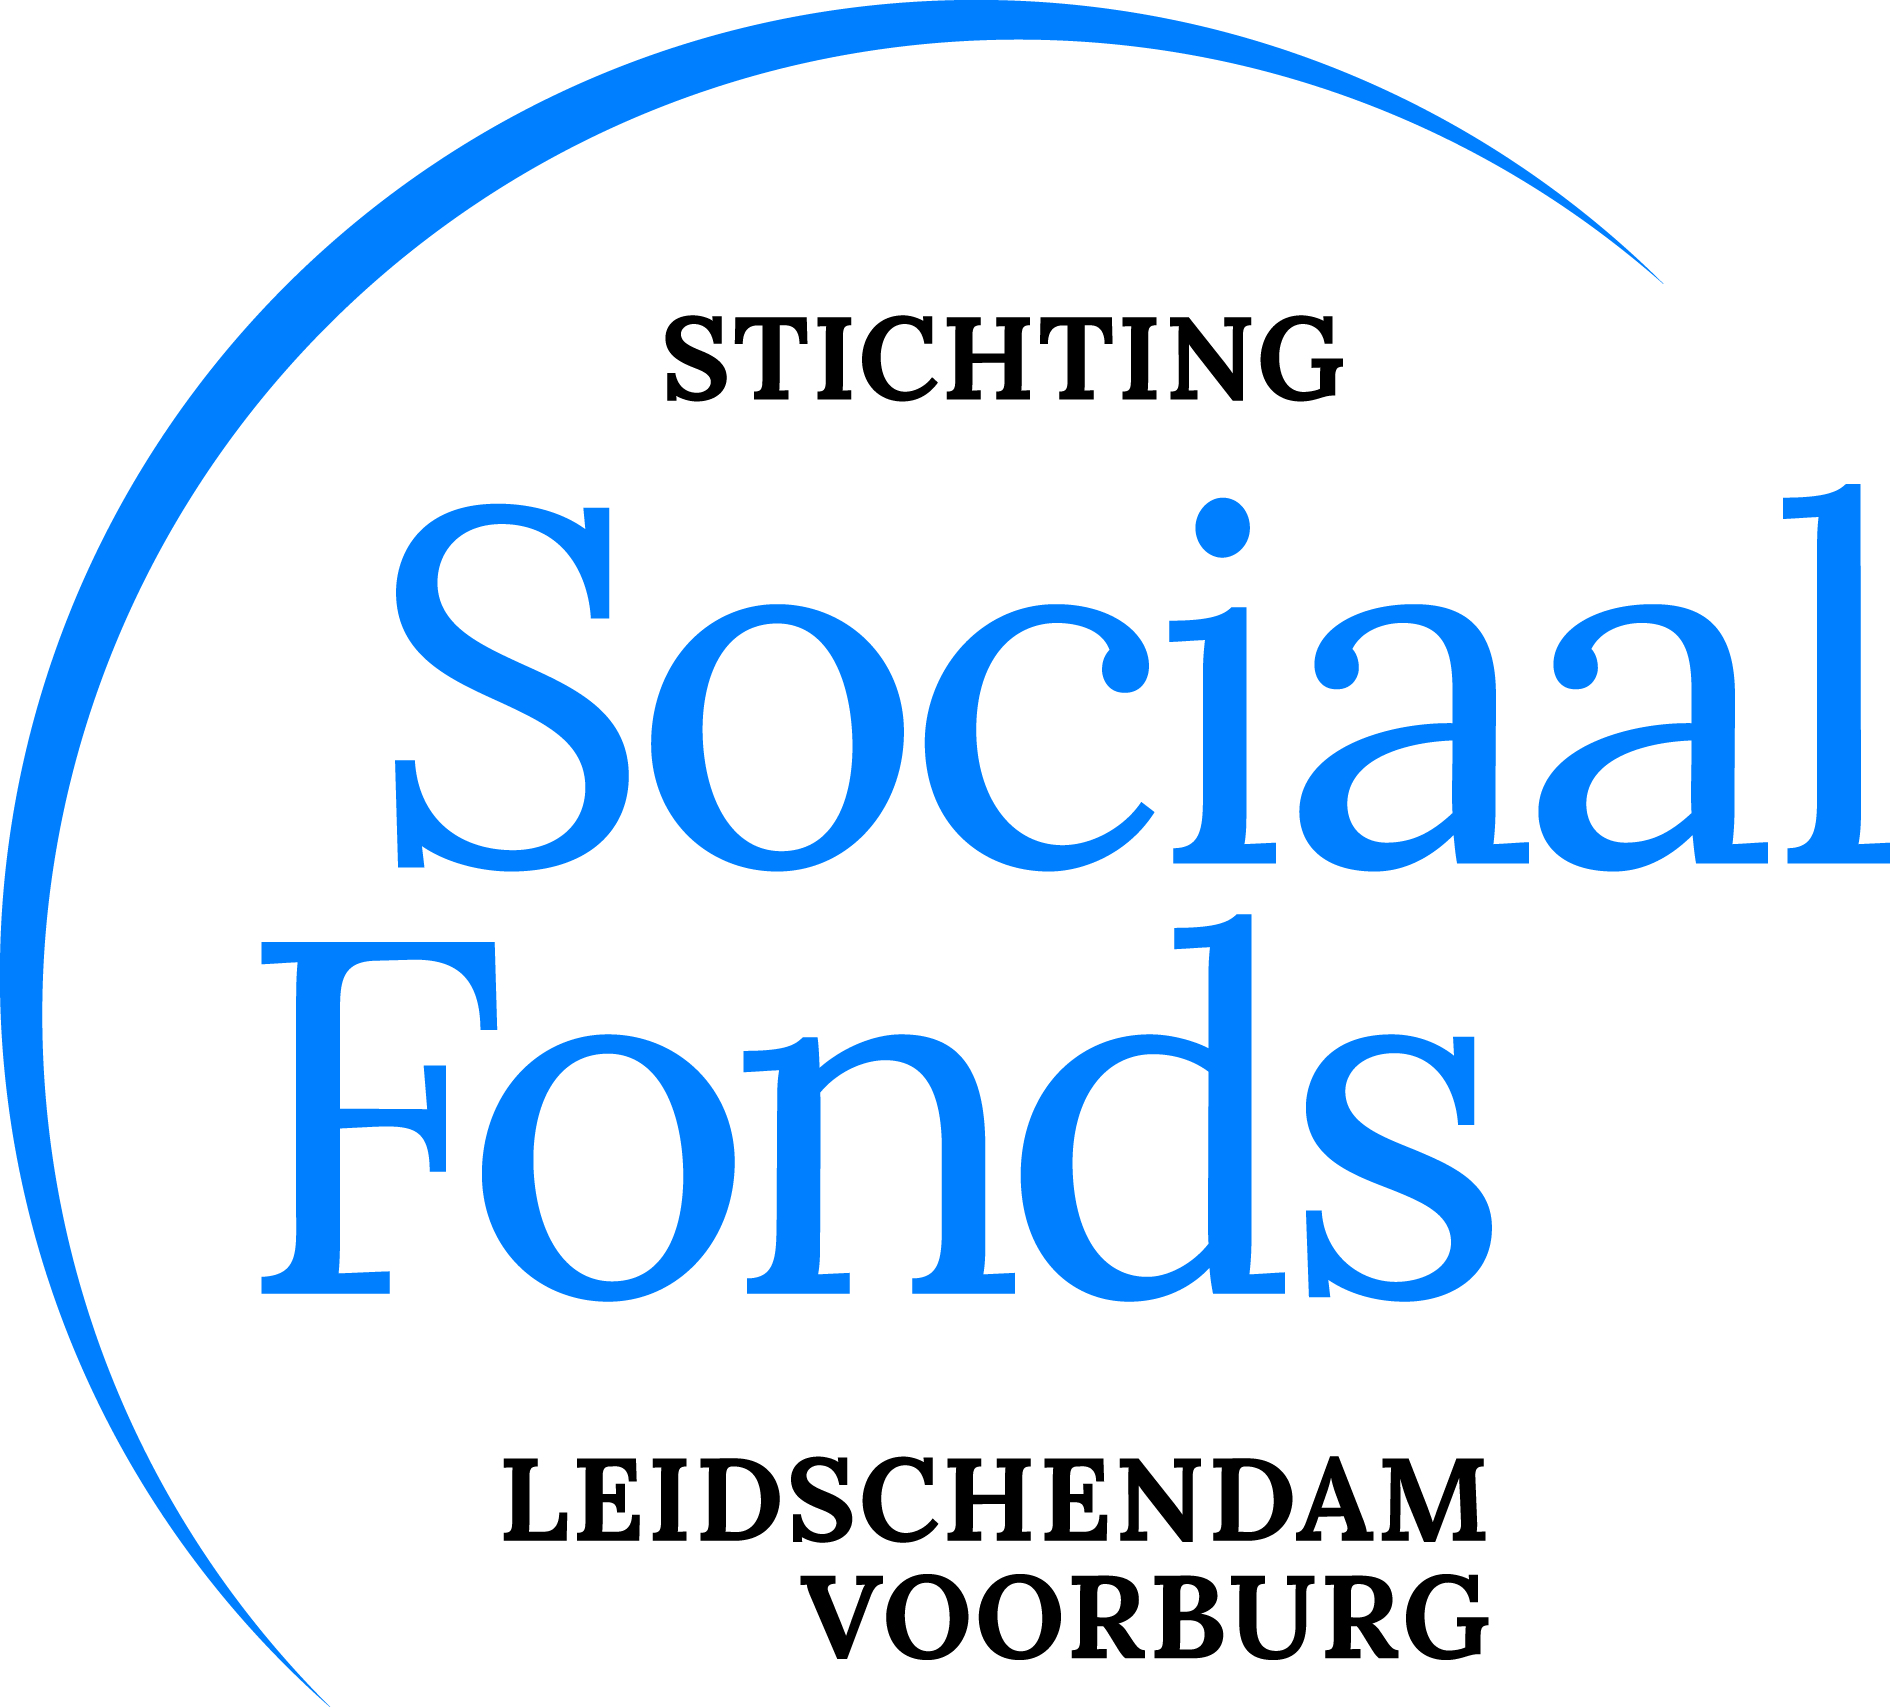 STICHTING
Sociaal
Fonds
LEIDSCHENDAM
VOORBURG